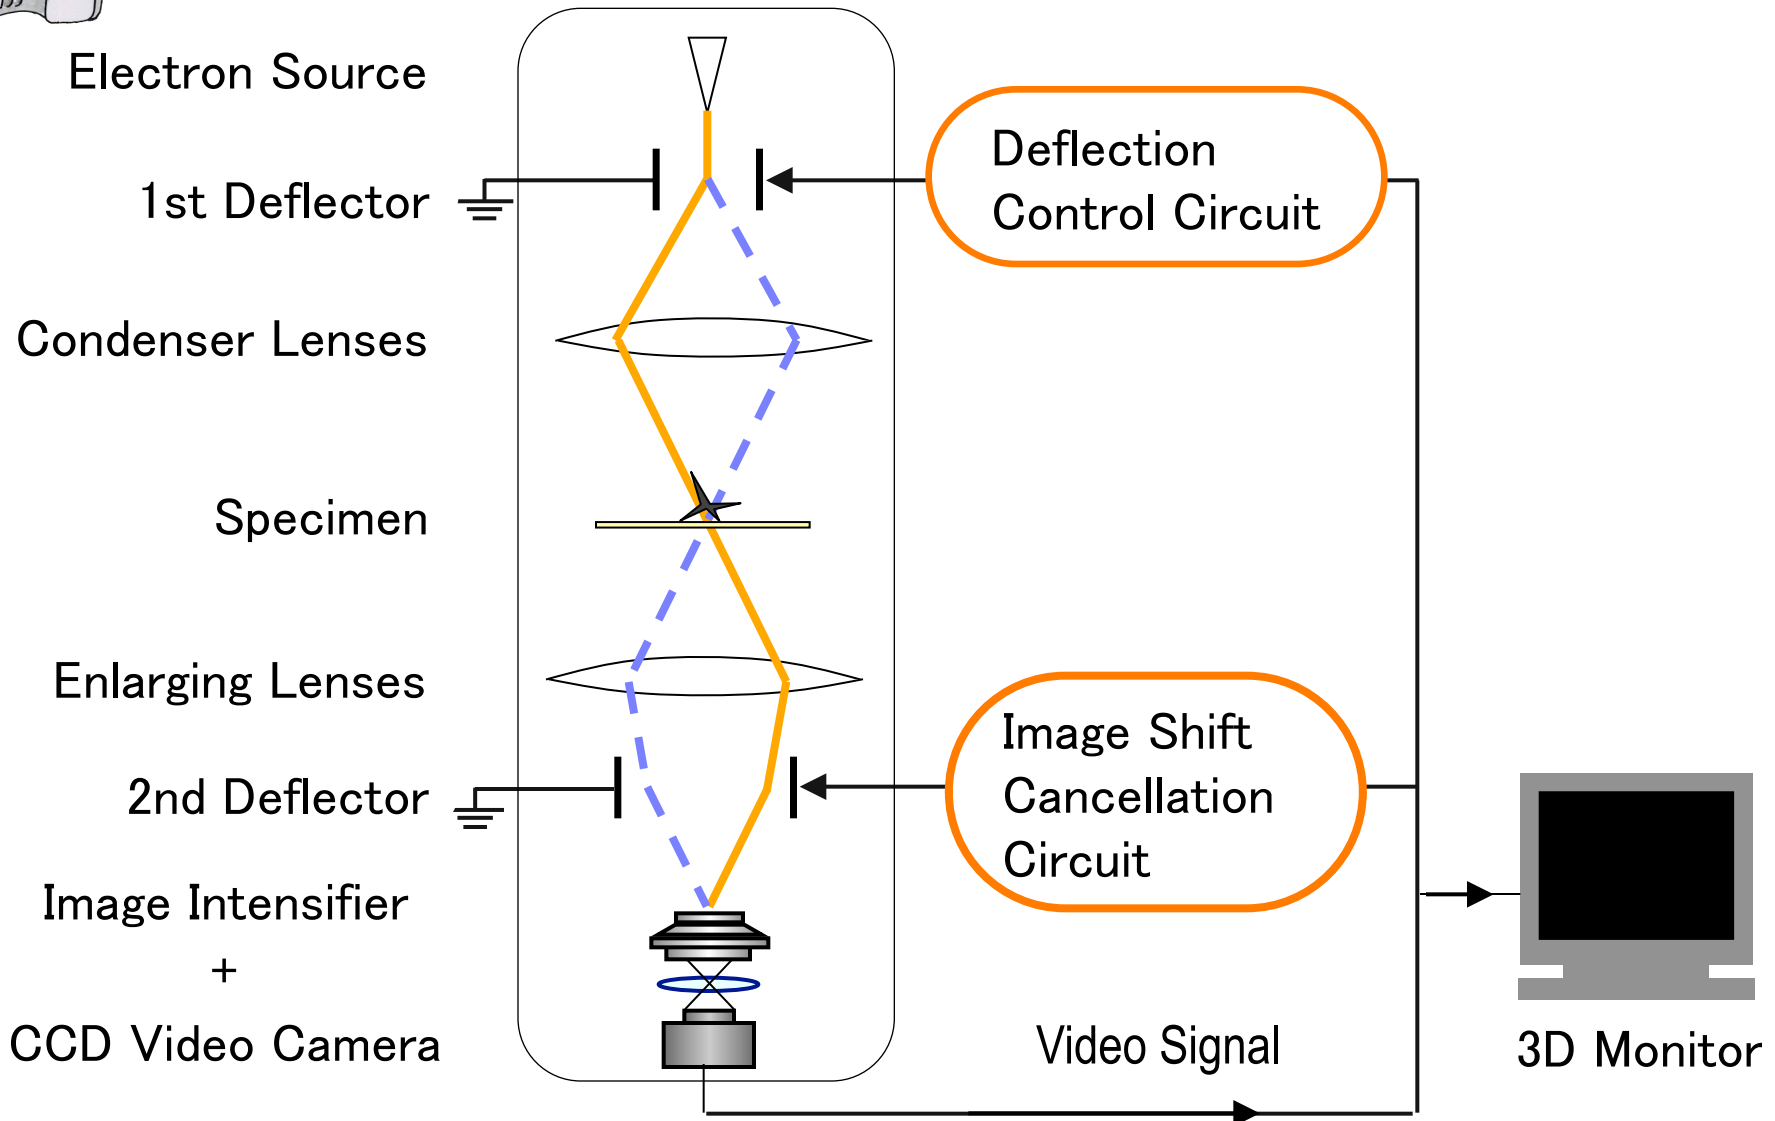 Electron Source
1st Deflector
Deflection
Control Circuit
Condenser Lenses
Specimen
Enlarging Lenses
2nd Deflector
Image Shift
Cancellation
Circuit
Image Intensifier
+
CCD Video Camera
Video Signal
3D Monitor